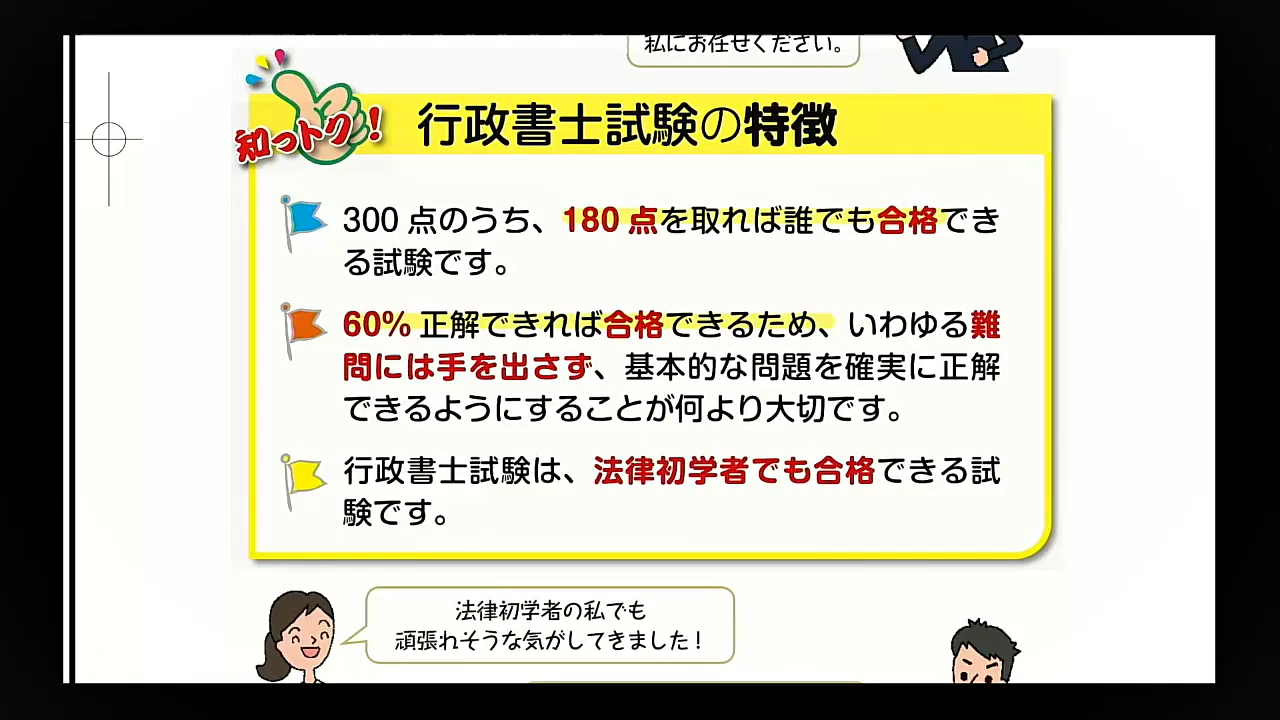 私にお任せください。
知っトク!
行政書士試験の特徴
300点のうち、180点を取れば誰でも合格でき
る試験です。
60%正解できれば合格できるため、いわゆる難
問には手を出さず、基本的な問題を確実に正解
できるようにすることが何より大切です。
行政書士試験は、法律初学者でも合格できる試
験です。
法律初学者の私でも
頑張れそうな気がしてきました!